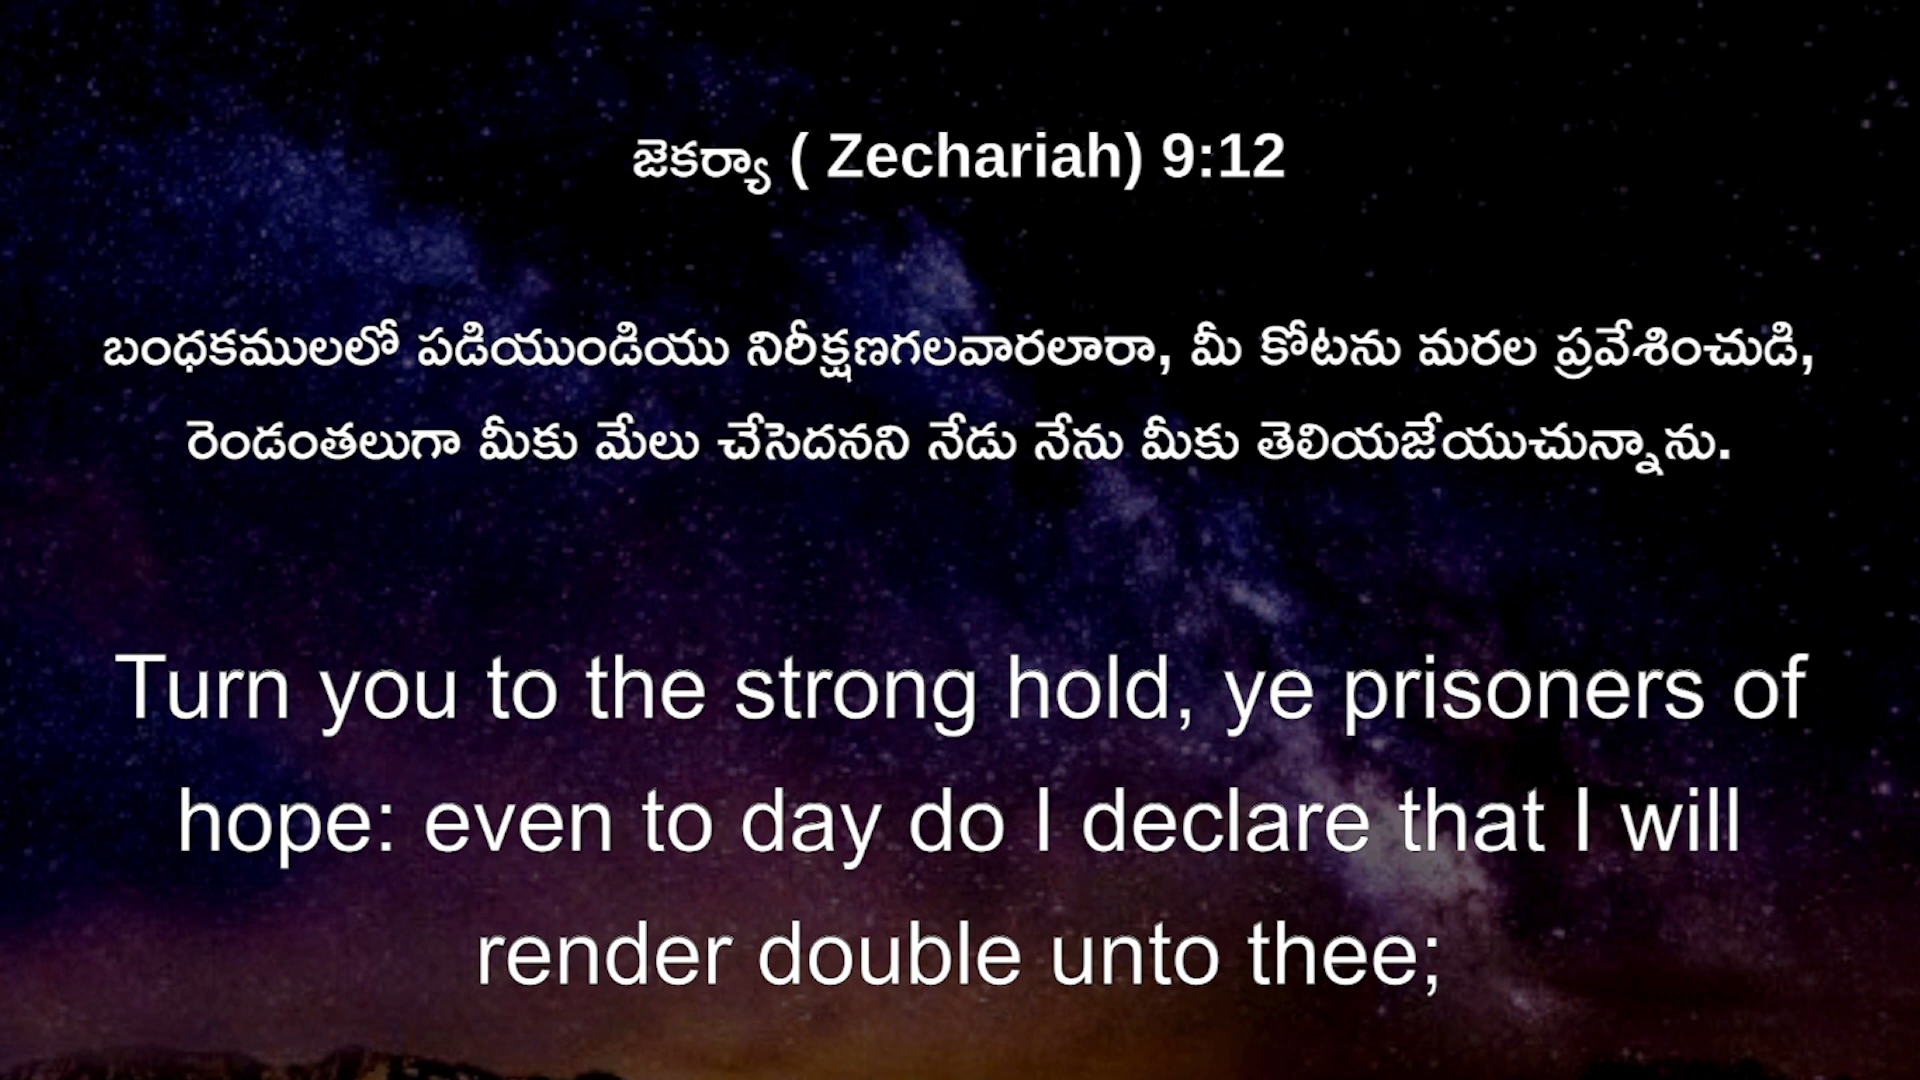 జెకర్యా ( Zechariah) 9:12
బంధకములలో పడియుండియు నిరీక్షణగలవారలారా, మీ కోటను మరల ప్రవేశించుడి,
రెండంతలుగా మీకు మేలు చేసెదనని నేడు నేను మీకు తెలియజేయుచున్నాను.
Turn you to the strong hold, ye prisoners of
hope: even to day do I declare that I will
render double unto thee;